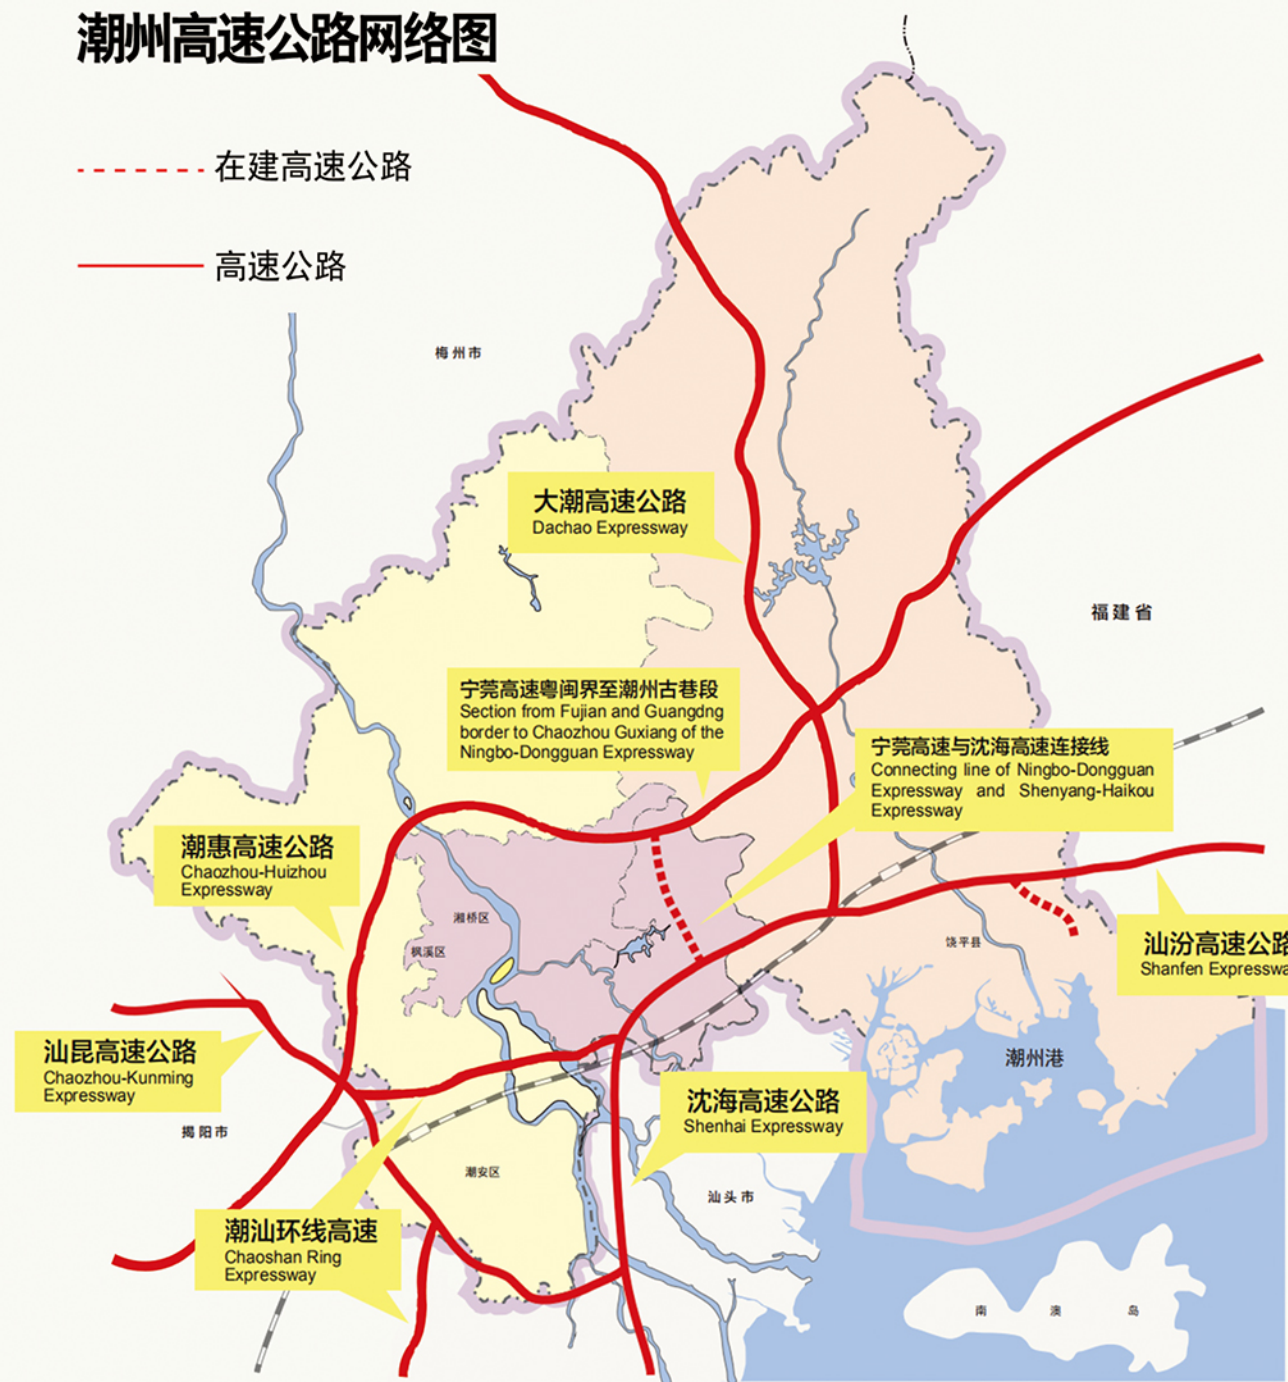 潮州高速公路网络图
在建高速公路
高速公路
梅州市
大潮高速公路
Dachao Expressway
福建省
宁莞高速粤闽界至潮州古巷段
Section from Fujian and Guangdng
border to Chaozhou Guxiang of the
Ningbo-Dongguan Expressway
宁莞高速与沈海高速连接线
Connecting line of Ningbo-Dongguan
Expressway and Shenyang-Haikou
Expressway
潮惠高速公路
Chaozhou-Huizhou
Expressway
湘桥区
枫溪区
饶平县
汕汾高速公路
Shanfen Expresswa
汕昆高速公路
Chaozhou-Kunming
Expressway
潮州港
沈海高速公路
Shenhai Expressway
揭阳市
潮安区
汕头市
潮汕环线高速
Chaoshan Ring
Expressway
南澳岛